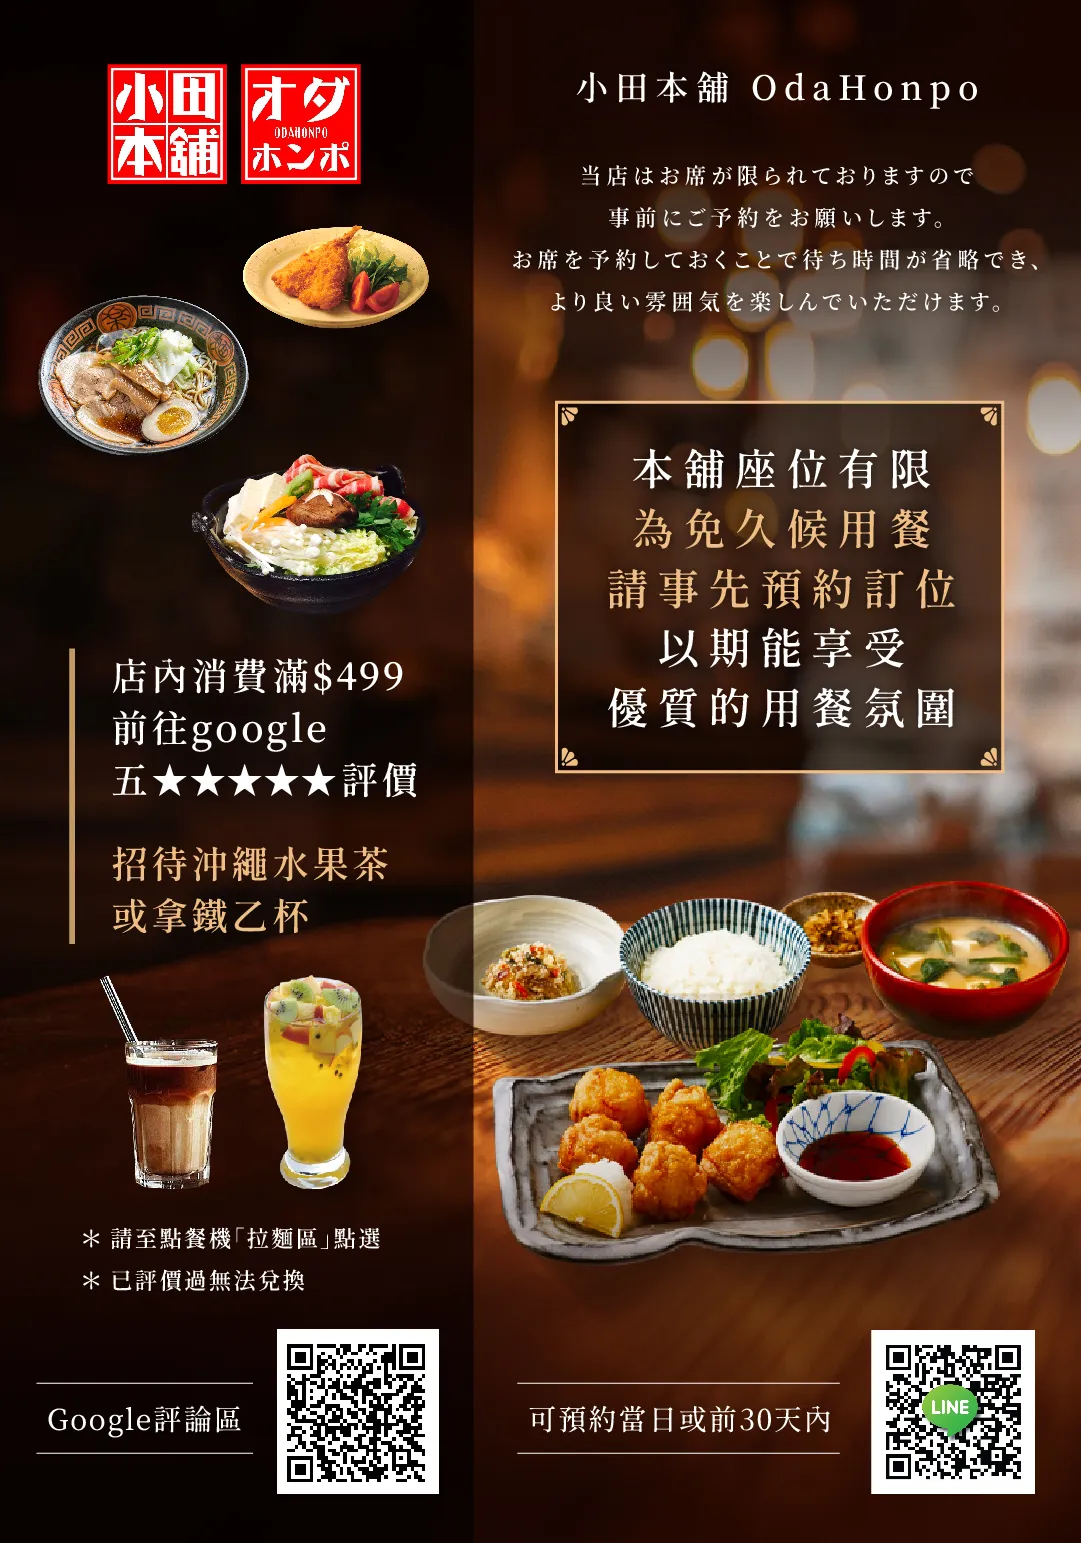 小田
本舖
オダ
ODAHONPO
ホンポ
店內消費滿$499
前往google
五★★★★★評價
招待沖繩水果茶
或拿鐵乙杯
＊ 請至點餐機「拉麵區」點選
＊ 已評價過無法兌換
Google評論區
小田本舖 OdaHonpo
当店はお席が限られておりますので
事前にご予約をお願いします。
お席を予約しておくことで待ち時間が省略でき、
より良い雰囲気を楽しんでいただけます。
本舖座位有限
為免久候用餐
請事先預約訂位
以期能享受
優質的用餐氛圍
可預約當日或前30天內
LINE